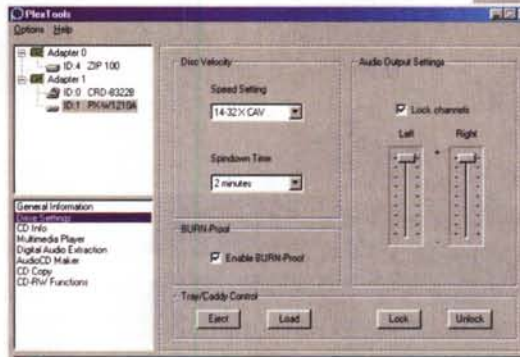 PlexTools
Options Help
Adapter 0
ID:4 ZIP 100
Adapter 1
ID:0 CRD-8322B
ID:1 PX-W1210A
General Information
Drive Settings
CD Info
Multimedia Player
Digital Audio Extraction
AudioCD Maker
CD Copy
CD-RW Functions
Disc Velocity
Speed Setting
14-32 X CAV
Spindown Time
2 minutes
BURN-Proof
Enable BURN-Proof
Audio Output Settings
Lock channels
Left Right
+
-
Tray/Caddy Control
Eject Load Lock Unlock